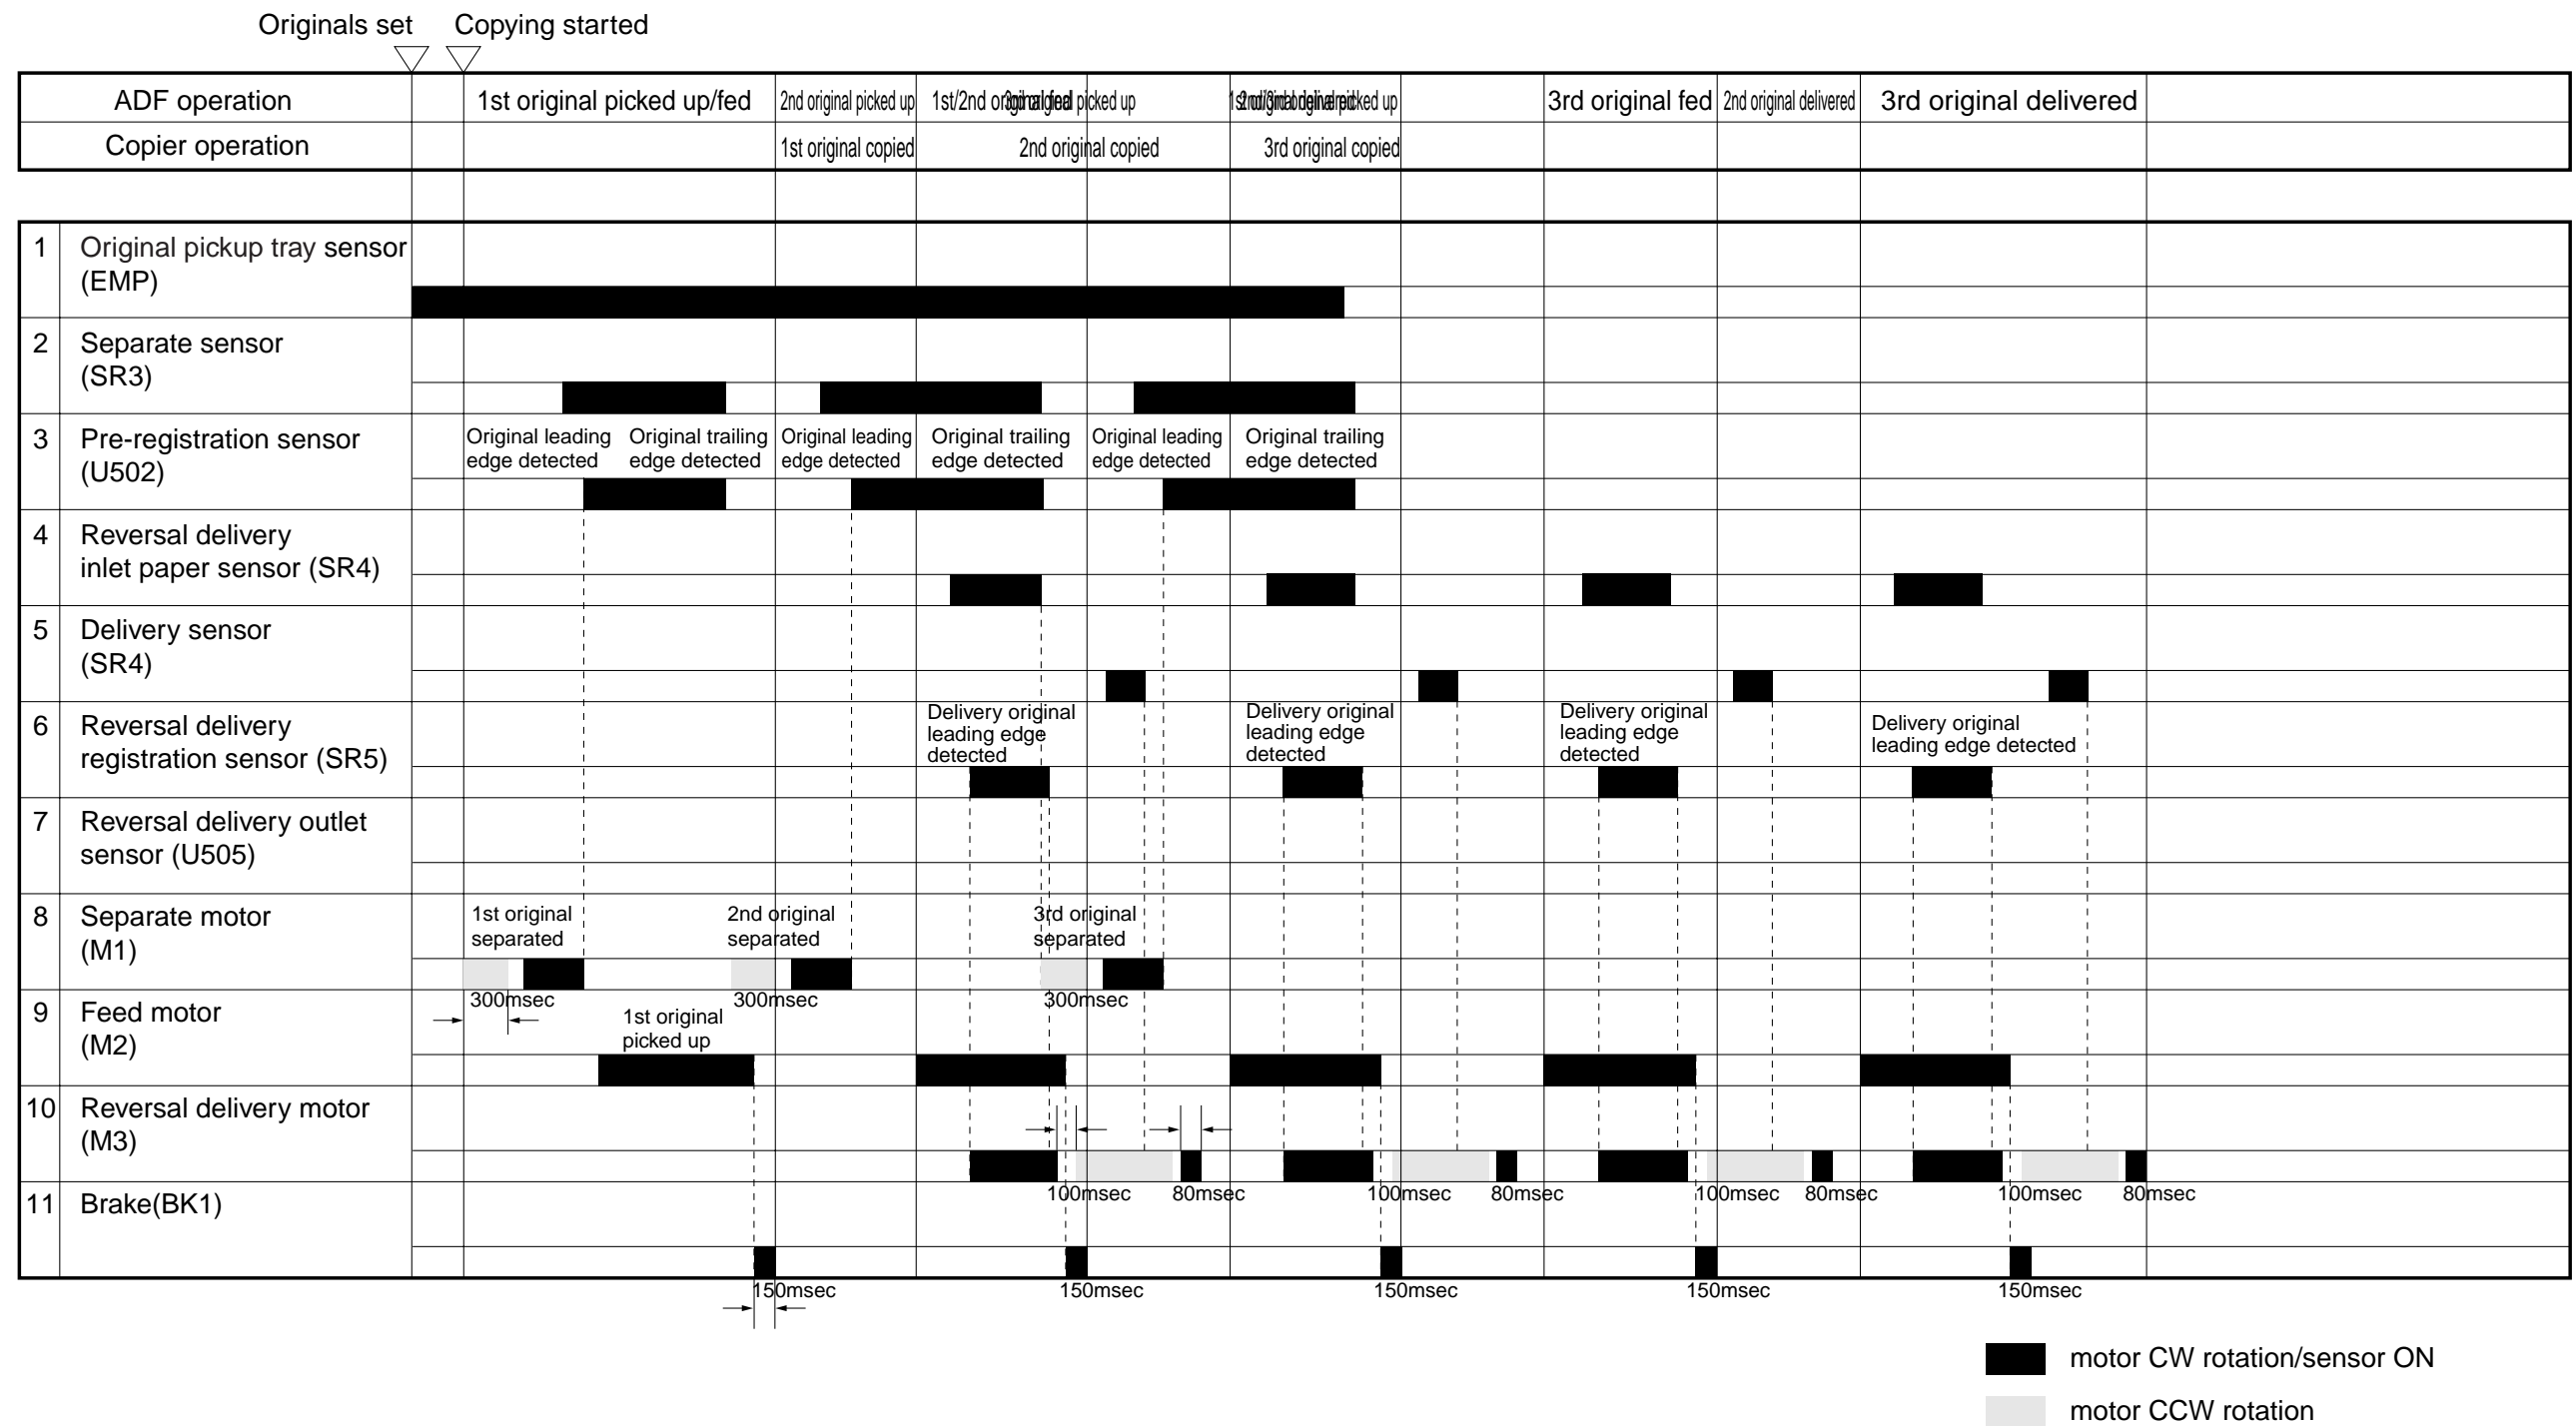 Originals set
Copying started
ADF operation
1st original picked up/fed
2nd original picked up
1st/2nd original fed
3rd original picked up
3rd original fed
2nd original delivered
3rd original delivered
Copier operation
1st original copied
2nd original copied
3rd original copied
1
Original pickup tray sensor
(EMP)
2
Separate sensor
(SR3)
3
Pre-registration sensor
(U502)
Original leading
edge detected
Original trailing
edge detected
Original leading
edge detected
Original trailing
edge detected
Original leading
edge detected
Original trailing
edge detected
4
Reversal delivery
inlet paper sensor (SR4)
5
Delivery sensor
(SR4)
6
Reversal delivery
registration sensor (SR5)
Delivery original
leading edge
detected
Delivery original
leading edge
detected
Delivery original
leading edge
detected
Delivery original
leading edge detected
7
Reversal delivery outlet
sensor (U505)
8
Separate motor
(M1)
1st original
separated
2nd original
separated
3rd original
separated
300msec
300msec
300msec
9
Feed motor
(M2)
1st original
picked up
10
Reversal delivery motor
(M3)
100msec
80msec
100msec
80msec
100msec
80msec
100msec
80msec
11
Brake(BK1)
150msec
150msec
150msec
150msec
150msec
motor CW rotation/sensor ON
motor CCW rotation